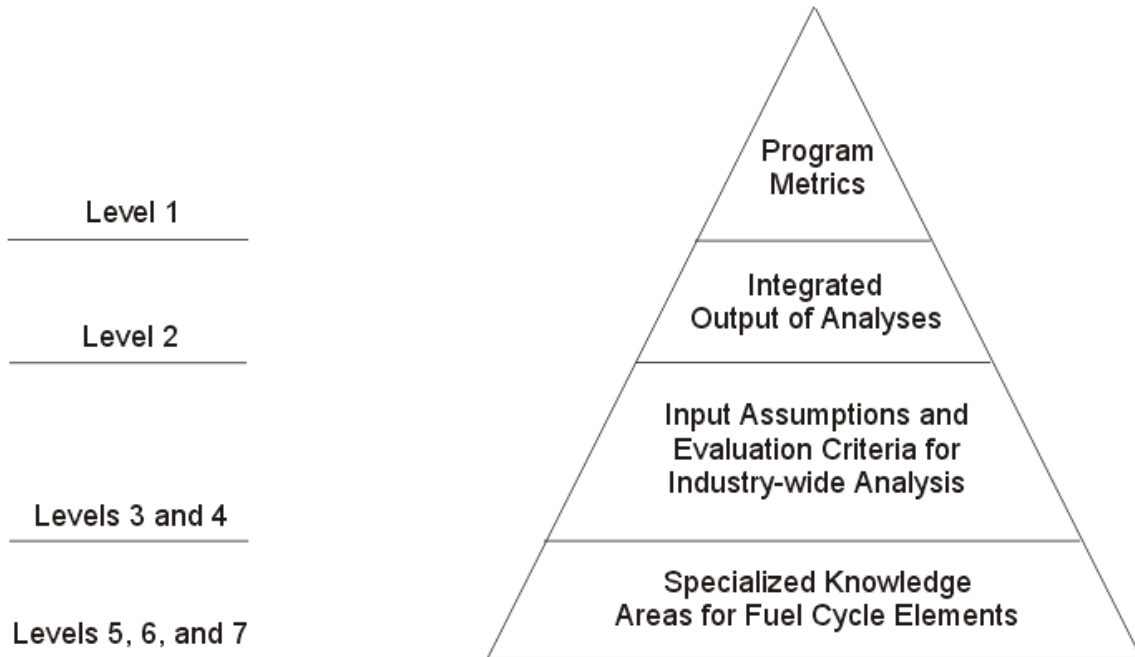 Program
Metrics
Level 1
Integrated
Output of Analyses
Level 2
Input Assumptions and
Evaluation Criteria for
Industry-wide Analysis
Levels 3 and 4
Specialized Knowledge
Areas for Fuel Cycle Elements
Levels 5, 6, and 7